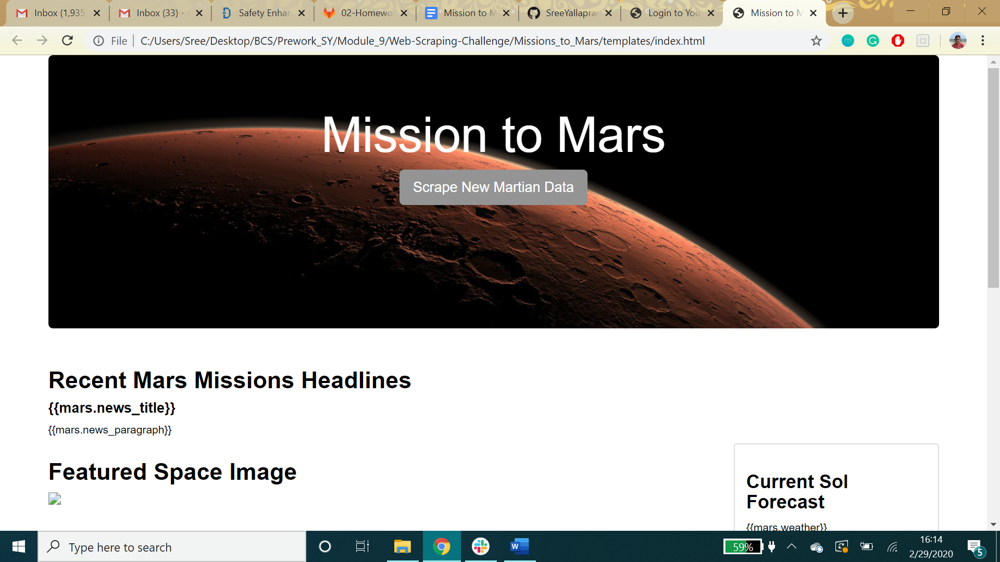 Inbox (1,935
Inbox (33) -
Safety Enhan
02-Homewo
Mission to M
SreeYallaprag
Login to You
Mission to M
File
C:/Users/Sree/Desktop/BCS/Prework_SY/Module_9/Web-Scraping-Challenge/Missions_to_Mars/templates/index.html
Mission to Mars
Scrape New Martian Data
Recent Mars Missions Headlines
{{mars.news_title}}
{{mars.news_paragraph}}
Featured Space Image
Current Sol
Forecast
{{mars.weather}}
Type here to search
59%
16:14
2/29/2020
5